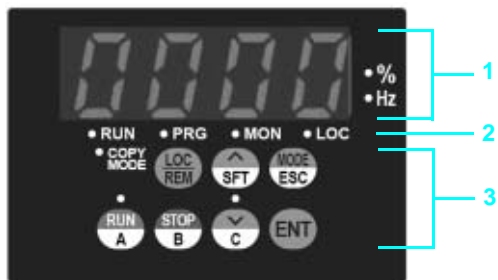 0000
• %
• Hz
1
• RUN • PRG • MON • LOC
2
• COPY MODE
LOC REM
^ SFT
MODE ESC
3
RUN A
STOP B
C
ENT